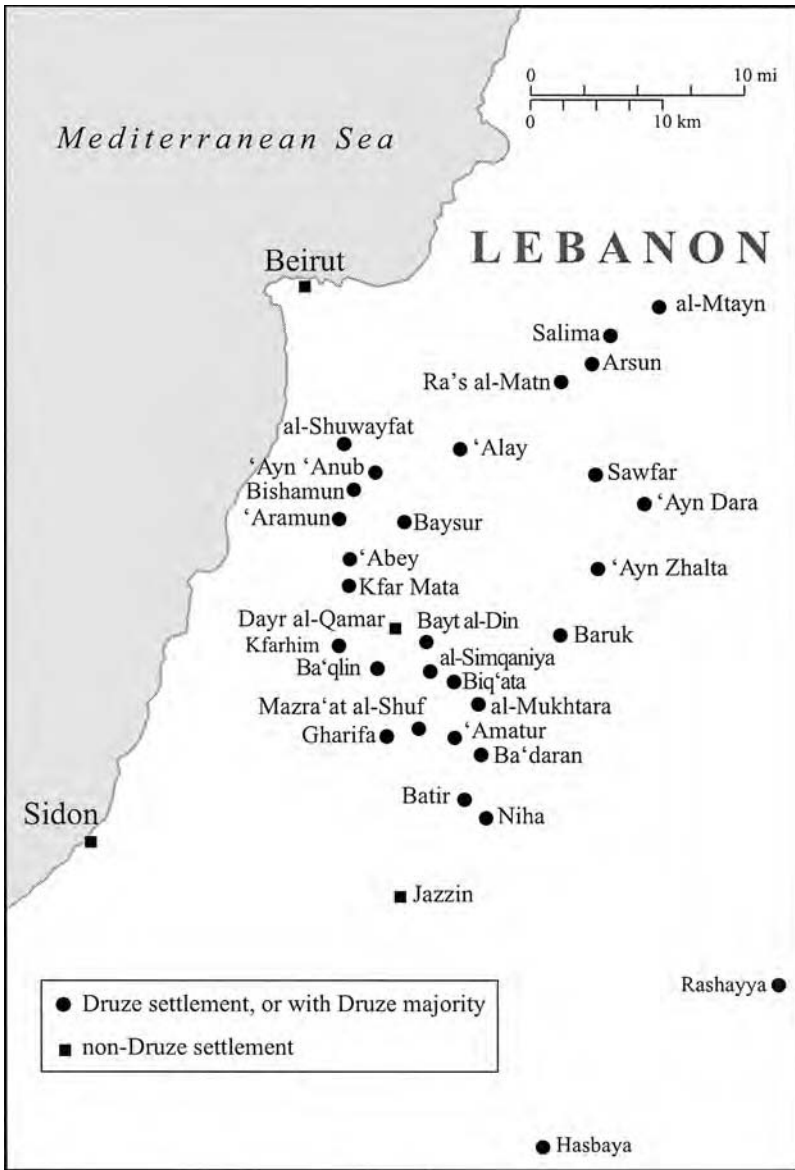 0 10 mi
0 10 km
Mediterranean Sea
LEBANON
Beirut
al-Mtayn
Salima
Arsun
Ra's al-Matn
al-Shuwayfat
‘Alay
‘Ayn ‘Anub
Sawfar
Bishamun
‘Ayn Dara
‘Aramun
Baysur
‘Abey
‘Ayn Zhalta
Kfar Mata
Dayr al-Qamar
Bayt al-Din
Baruk
Kfarhim
al-Simqaniya
Ba‘qlin
Biq‘ata
Mazra‘at al-Shuf
al-Mukhtara
Gharifa
‘Amatur
Ba‘daran
Batir
Niha
Sidon
Jazzin
Rashayya
Druze settlement, or with Druze majority
non-Druze settlement
Hasbaya